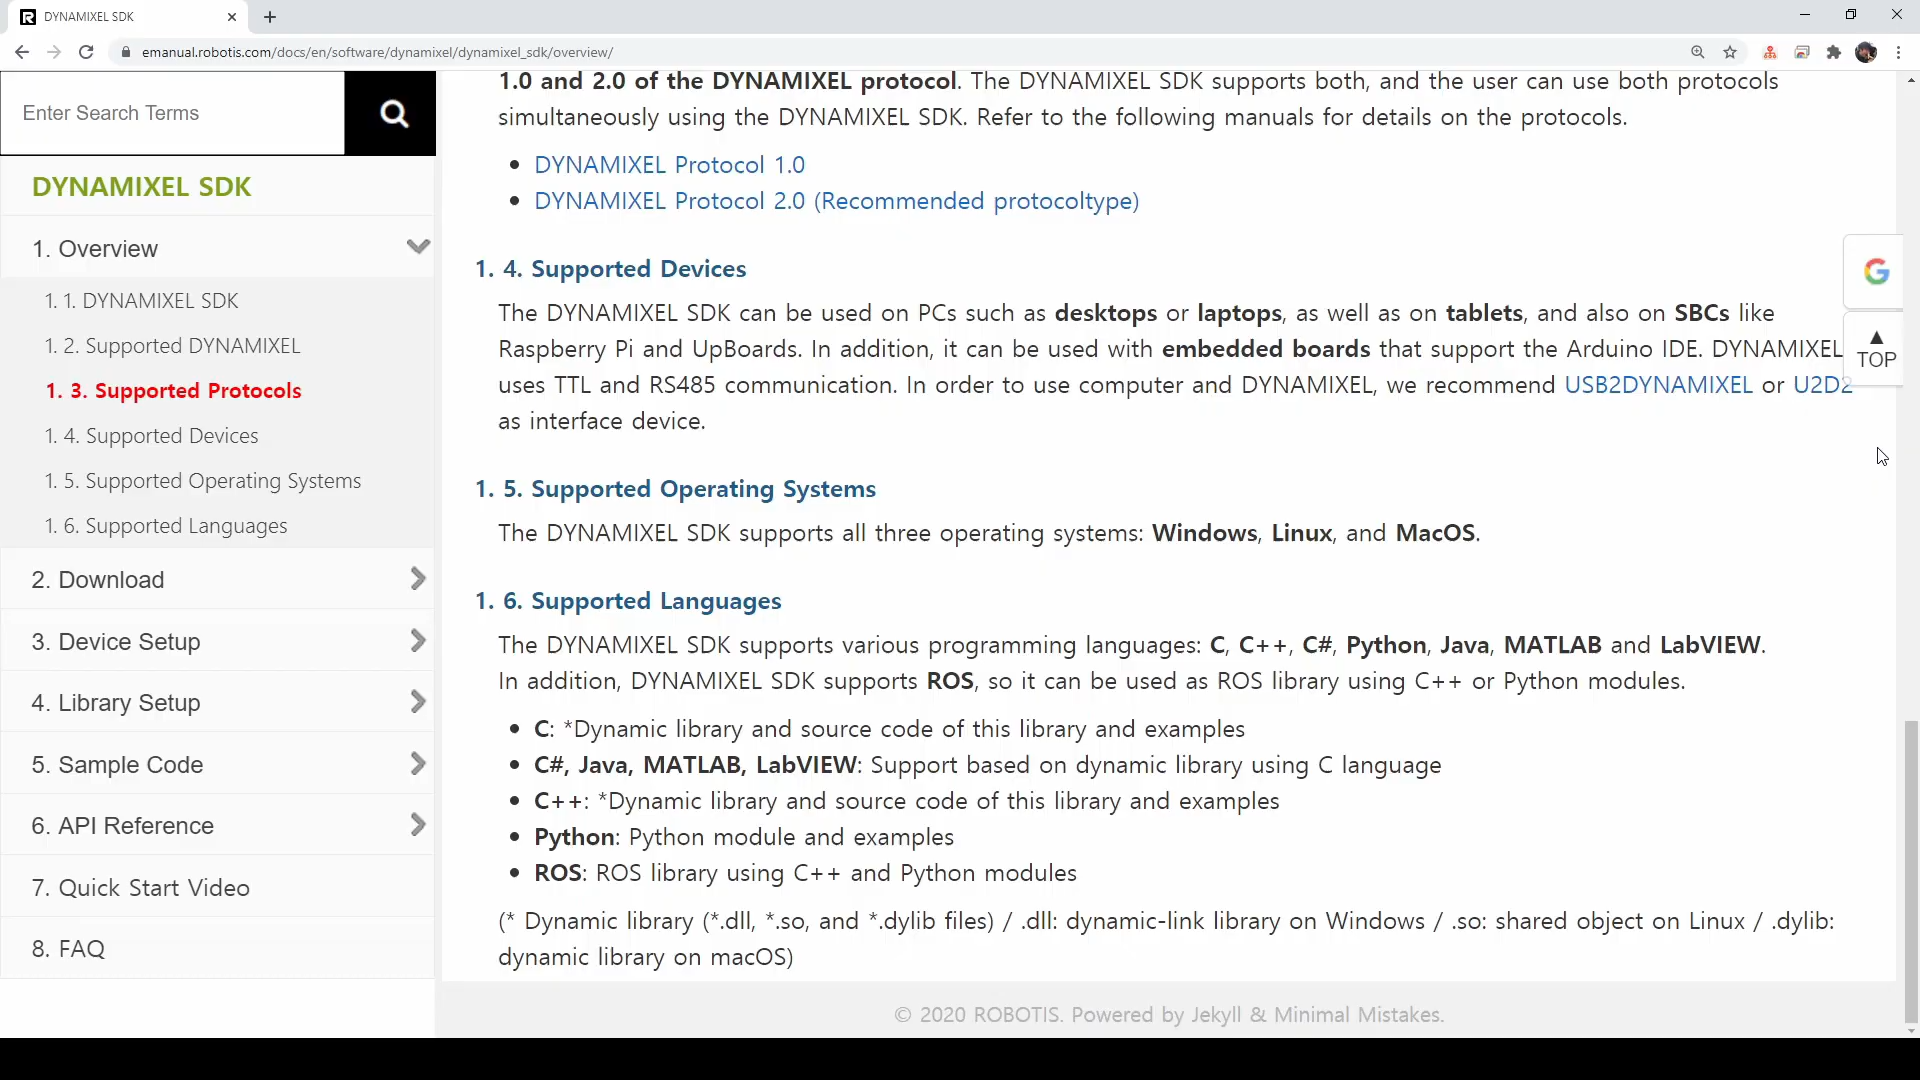 DYNAMIXEL SDK
emanual.robotis.com/docs/en/software/dynamixel/dynamixel_sdk/overview/
Enter Search Terms
DYNAMIXEL SDK
1. Overview
1. 1. DYNAMIXEL SDK
1. 2. Supported DYNAMIXEL
1. 3. Supported Protocols
1. 4. Supported Devices
1. 5. Supported Operating Systems
1. 6. Supported Languages
2. Download
3. Device Setup
4. Library Setup
5. Sample Code
6. API Reference
7. Quick Start Video
8. FAQ
1.0 and 2.0 of the DYNAMIXEL protocol. The DYNAMIXEL SDK supports both, and the user can use both protocols
simultaneously using the DYNAMIXEL SDK. Refer to the following manuals for details on the protocols.
• DYNAMIXEL Protocol 1.0
• DYNAMIXEL Protocol 2.0 (Recommended protocoltype)
1. 4. Supported Devices
The DYNAMIXEL SDK can be used on PCs such as desktops or laptops, as well as on tablets, and also on SBCs like
Raspberry Pi and UpBoards. In addition, it can be used with embedded boards that support the Arduino IDE. DYNAMIXEL
uses TTL and RS485 communication. In order to use computer and DYNAMIXEL, we recommend USB2DYNAMIXEL or U2D2
as interface device.
1. 5. Supported Operating Systems
The DYNAMIXEL SDK supports all three operating systems: Windows, Linux, and MacOS.
1. 6. Supported Languages
The DYNAMIXEL SDK supports various programming languages: C, C++, C#, Python, Java, MATLAB and LabVIEW.
In addition, DYNAMIXEL SDK supports ROS, so it can be used as ROS library using C++ or Python modules.
• C: *Dynamic library and source code of this library and examples
• C#, Java, MATLAB, LabVIEW: Support based on dynamic library using C language
• C++: *Dynamic library and source code of this library and examples
• Python: Python module and examples
• ROS: ROS library using C++ and Python modules
(* Dynamic library (*.dll, *.so, and *.dylib files) / .dll: dynamic-link library on Windows / .so: shared object on Linux / .dylib:
dynamic library on macOS)
TOP
© 2020 ROBOTIS. Powered by Jekyll & Minimal Mistakes.